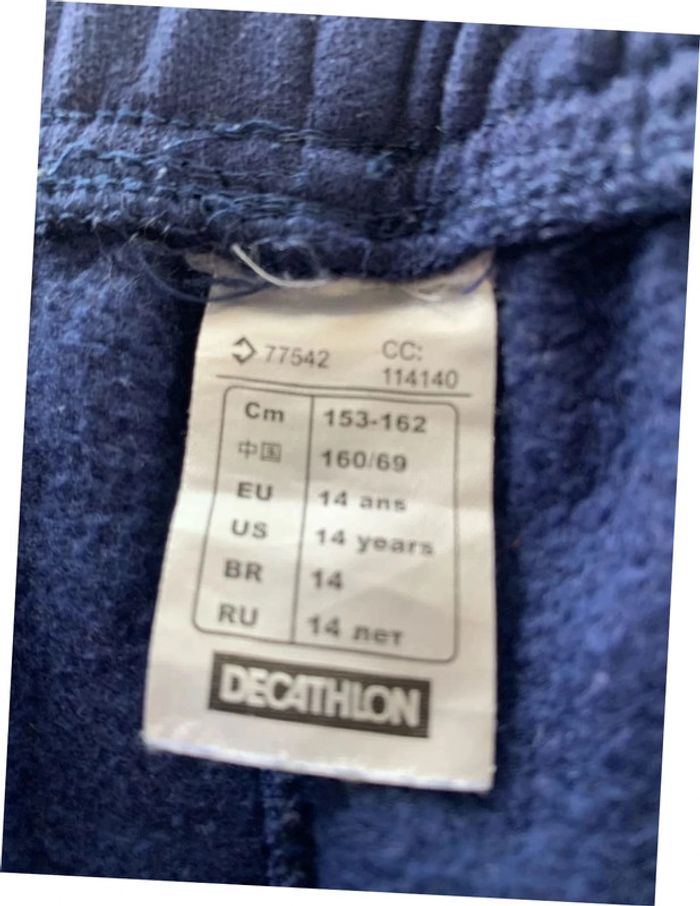 77542 CC:
114140
Cm 153-162
中国 160/69
EU 14 ans
US 14 years
BR 14
RU 14 лет
DECATHLON